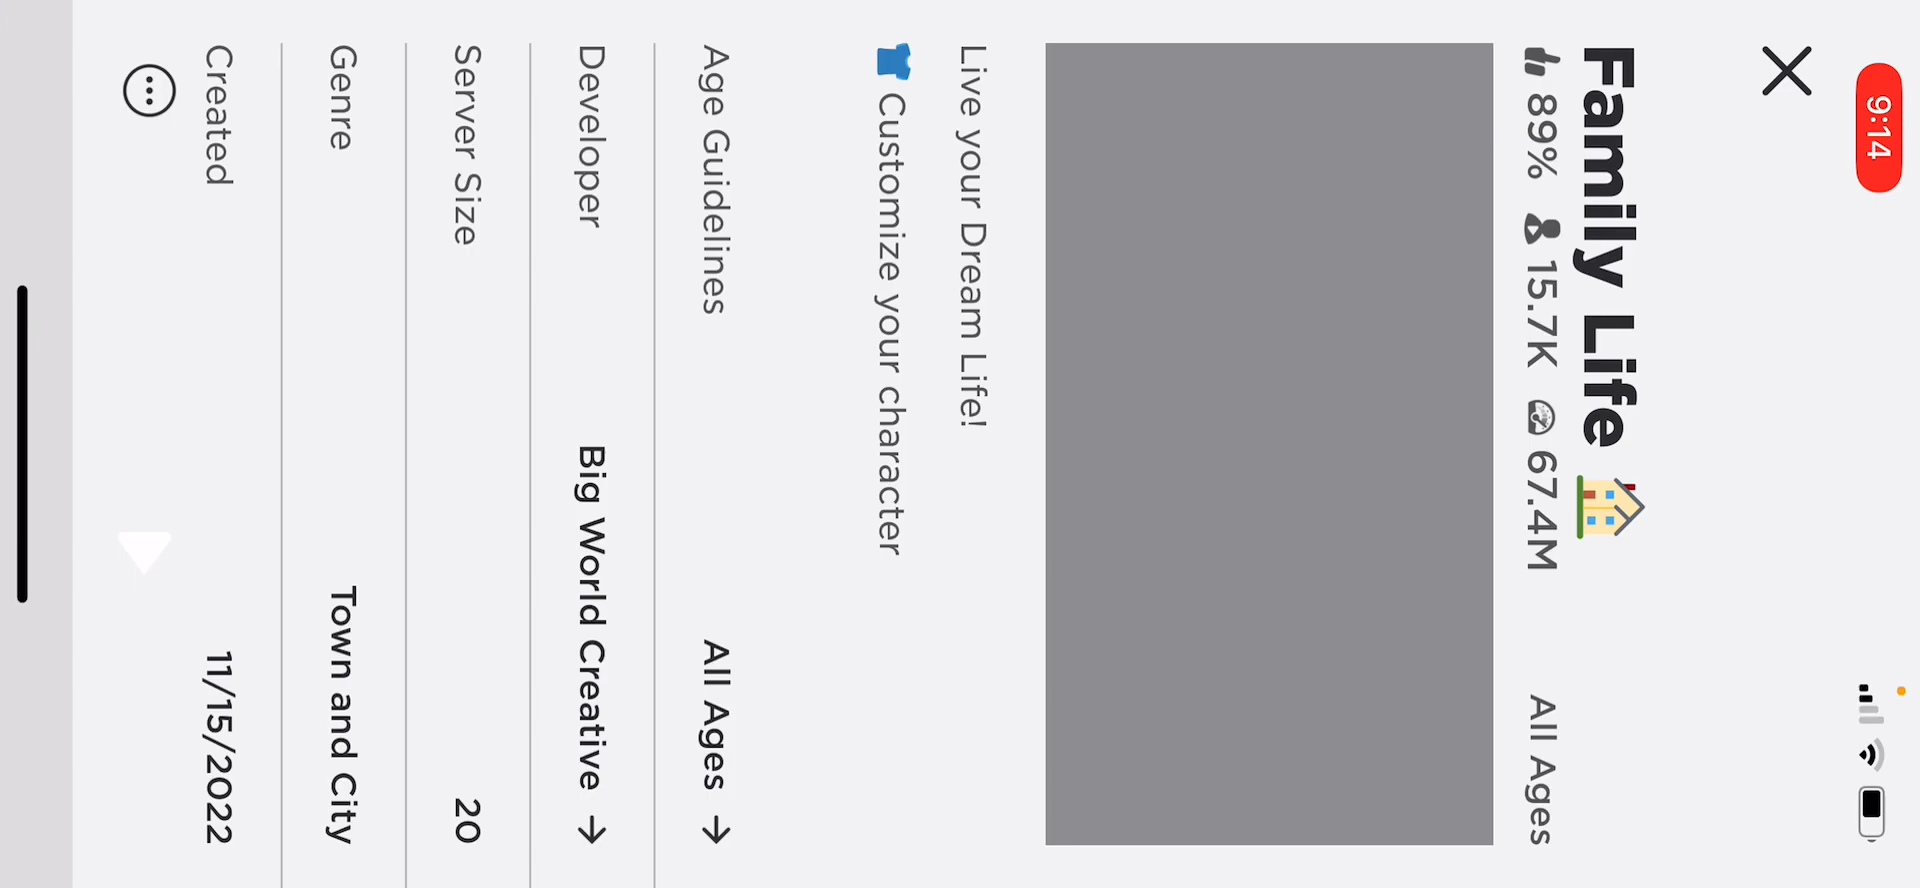 9:14
Family Life 🏠
89% 15.7K 67.4M All Ages
Live your Dream Life!
👕 Customize your character
Age Guidelines All Ages →
Developer Big World Creative →
Server Size 20
Genre Town and City
Created 11/15/2022